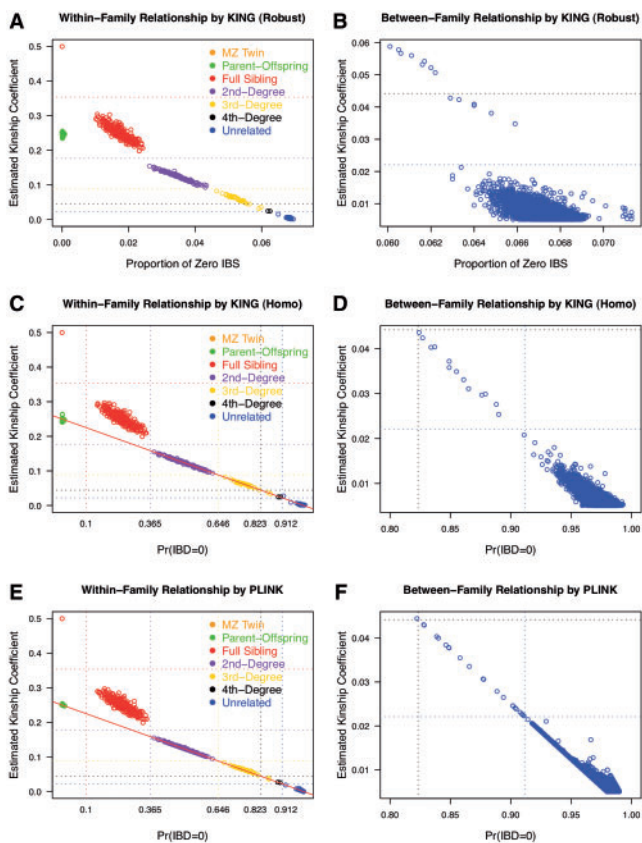 A
Within−Family Relationship by KING (Robust)
Estimated Kinship Coefficient
0.5
0.4
0.3
0.2
0.1
0.0
MZ Twin
Parent−Offspring
Full Sibling
2nd−Degree
3rd−Degree
4th−Degree
Unrelated
0.00 0.02 0.04 0.06
Proportion of Zero IBS
B
Between−Family Relationship by KING (Robust)
Estimated Kinship Coefficient
0.06
0.05
0.04
0.03
0.02
0.01
0.060 0.062 0.064 0.066 0.068 0.070
Proportion of Zero IBS
C
Within−Family Relationship by KING (Homo)
Estimated Kinship Coefficient
0.5
0.4
0.3
0.2
0.1
0.0
MZ Twin
Parent−Offspring
Full Sibling
2nd−Degree
3rd−Degree
4th−Degree
Unrelated
0.1 0.365 0.646 0.823 0.912
Pr(IBD=0)
D
Between−Family Relationship by KING (Homo)
Estimated Kinship Coefficient
0.04
0.03
0.02
0.01
0.80 0.85 0.90 0.95 1.00
Pr(IBD=0)
E
Within−Family Relationship by PLINK
Estimated Kinship Coefficient
0.5
0.4
0.3
0.2
0.1
0.0
MZ Twin
Parent−Offspring
Full Sibling
2nd−Degree
3rd−Degree
4th−Degree
Unrelated
0.1 0.365 0.646 0.823 0.912
Pr(IBD=0)
F
Between−Family Relationship by PLINK
Estimated Kinship Coefficient
0.04
0.03
0.02
0.01
0.80 0.85 0.90 0.95 1.00
Pr(IBD=0)